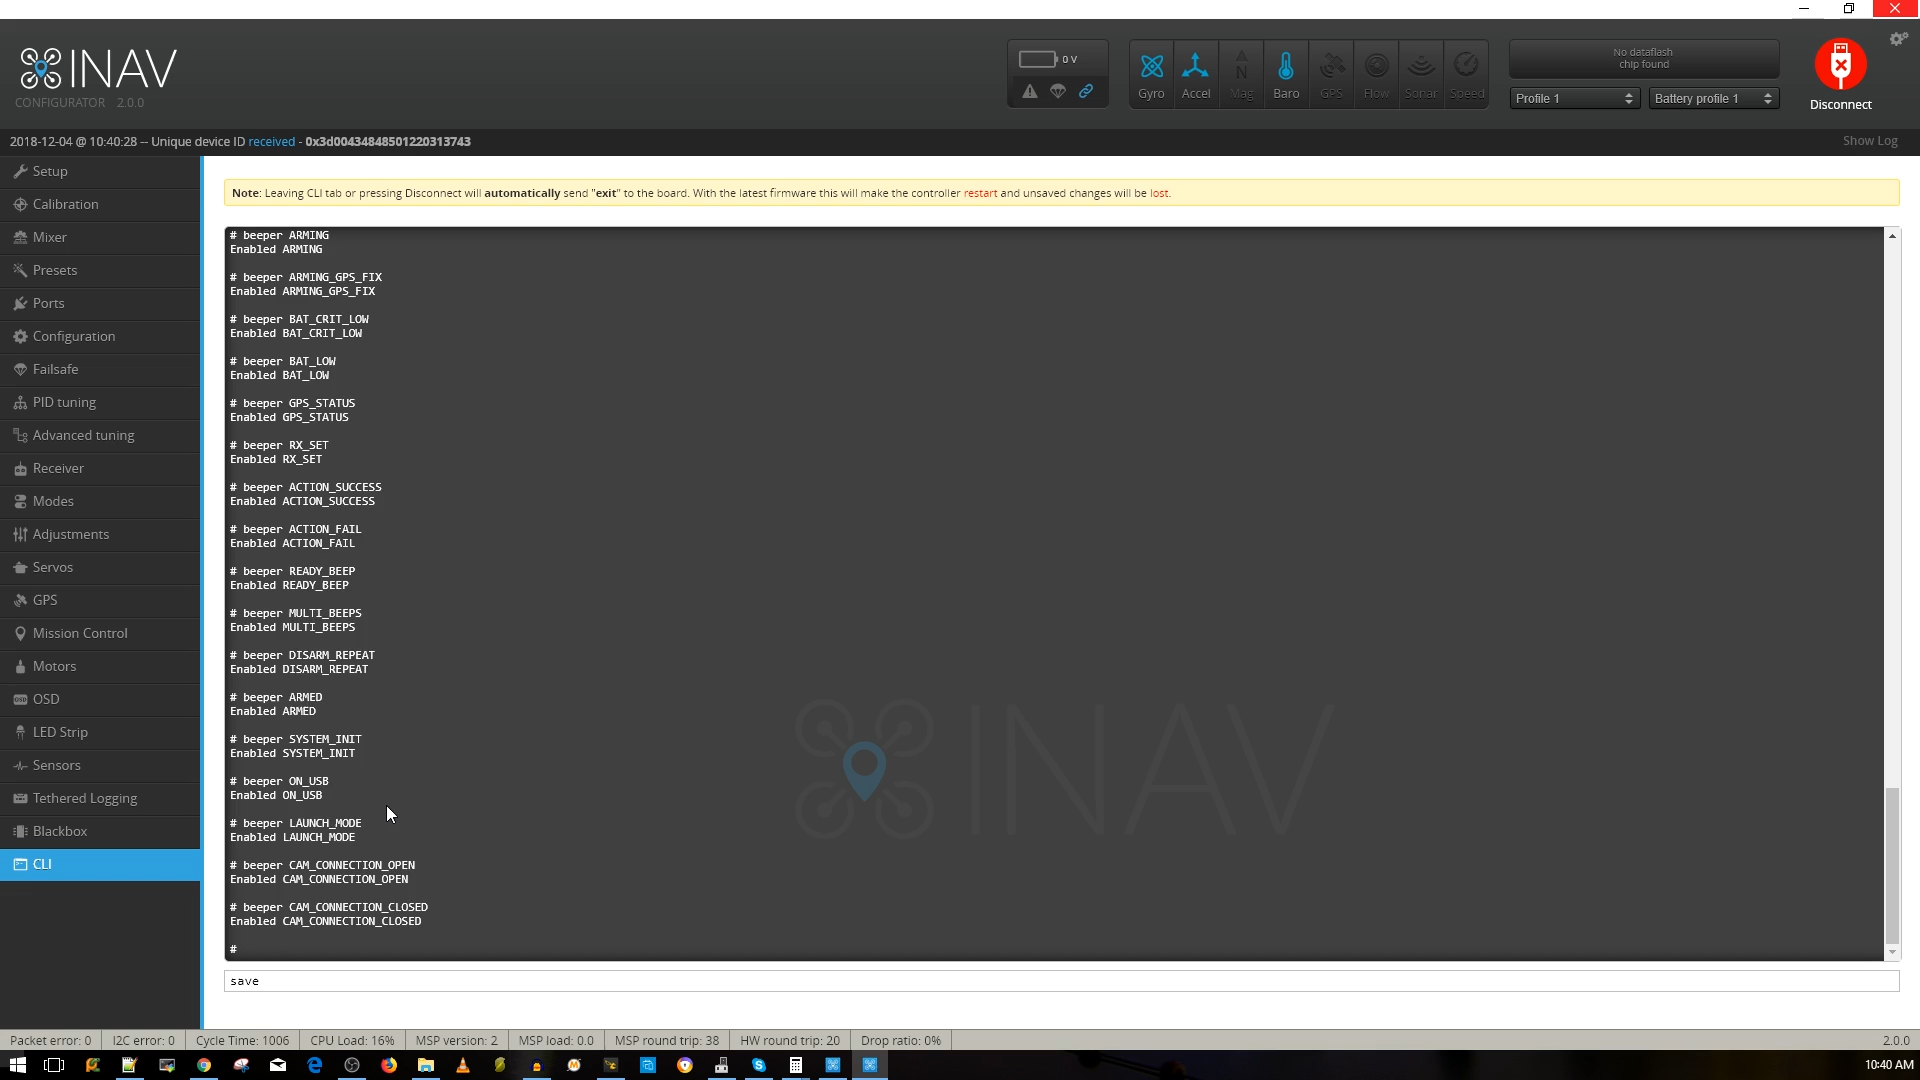 INAV
CONFIGURATOR 2.0.0
0 V
Gyro
Accel
Mag
Baro
GPS
Flow
Sonar
Speed
No dataflash
chip found
Profile 1
Battery profile 1
Disconnect
2018-12-04 @ 10:40:28 -- Unique device ID received - 0x3d00434848501220313743
Show Log
Setup
Calibration
Mixer
Presets
Ports
Configuration
Failsafe
PID tuning
Advanced tuning
Receiver
Modes
Adjustments
Servos
GPS
Mission Control
Motors
OSD
LED Strip
Sensors
Tethered Logging
Blackbox
CLI
Note: Leaving CLI tab or pressing Disconnect will automatically send "exit" to the board. With the latest firmware this will make the controller restart and unsaved changes will be lost.
# beeper ARMING
Enabled ARMING
# beeper ARMING_GPS_FIX
Enabled ARMING_GPS_FIX
# beeper BAT_CRIT_LOW
Enabled BAT_CRIT_LOW
# beeper BAT_LOW
Enabled BAT_LOW
# beeper GPS_STATUS
Enabled GPS_STATUS
# beeper RX_SET
Enabled RX_SET
# beeper ACTION_SUCCESS
Enabled ACTION_SUCCESS
# beeper ACTION_FAIL
Enabled ACTION_FAIL
# beeper READY_BEEP
Enabled READY_BEEP
# beeper MULTI_BEEPS
Enabled MULTI_BEEPS
# beeper DISARM_REPEAT
Enabled DISARM_REPEAT
# beeper ARMED
Enabled ARMED
# beeper SYSTEM_INIT
Enabled SYSTEM_INIT
# beeper ON_USB
Enabled ON_USB
# beeper LAUNCH_MODE
Enabled LAUNCH_MODE
# beeper CAM_CONNECTION_OPEN
Enabled CAM_CONNECTION_OPEN
# beeper CAM_CONNECTION_CLOSED
Enabled CAM_CONNECTION_CLOSED
#
INAV
save
Packet error: 0
I2C error: 0
Cycle Time: 1006
CPU Load: 16%
MSP version: 2
MSP load: 0.0
MSP round trip: 38
HW round trip: 20
Drop ratio: 0%
2.0.0
10:40 AM